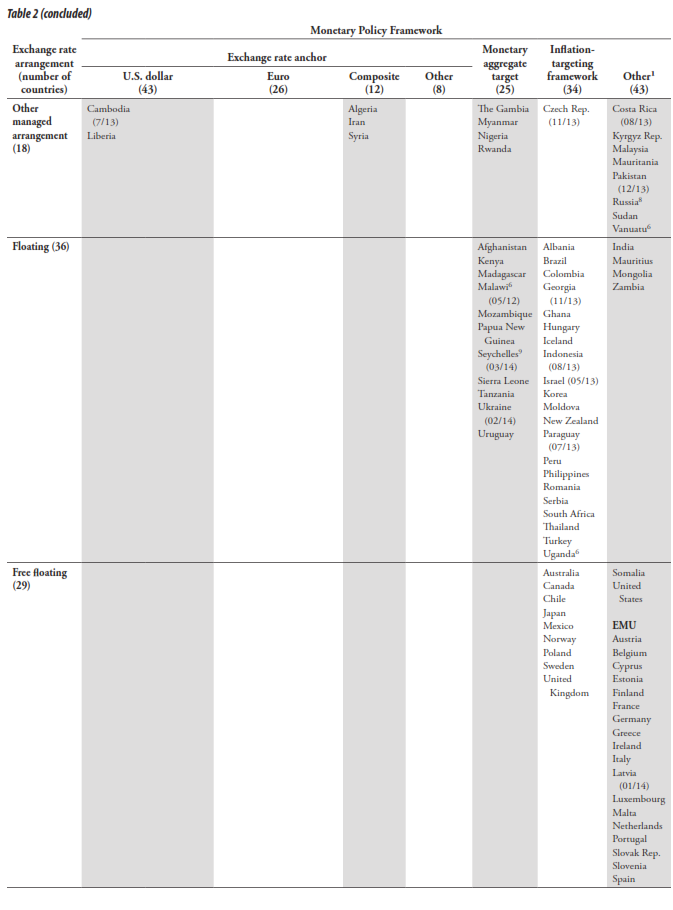 Table 2 (concluded)
Monetary Policy Framework
Exchange rate
arrangement
(number of
countries)
Exchange rate anchor
U.S. dollar
(43)
Euro
(26)
Composite
(12)
Other
(8)
Monetary
aggregate
target
(25)
Inflation-
targeting
framework
(34)
Other¹
(43)
Other
managed
arrangement
(18)
Cambodia
(7/13)
Liberia
Algeria
Iran
Syria
The Gambia
Myanmar
Nigeria
Rwanda
Czech Rep.
(11/13)
Costa Rica
(08/13)
Kyrgyz Rep.
Malaysia
Mauritania
Pakistan
(12/13)
Russia⁸
Sudan
Vanuatu⁶
Floating (36)
Afghanistan
Kenya
Madagascar
Malawi⁶
(05/12)
Mozambique
Papua New
Guinea
Seychelles⁹
(03/14)
Sierra Leone
Tanzania
Ukraine
(02/14)
Uruguay
Albania
Brazil
Colombia
Georgia
(11/13)
Ghana
Hungary
Iceland
Indonesia
(08/13)
Israel (05/13)
Korea
Moldova
New Zealand
Paraguay
(07/13)
Peru
Philippines
Romania
Serbia
South Africa
Thailand
Turkey
Uganda⁶
India
Mauritius
Mongolia
Zambia
Free floating
(29)
Australia
Canada
Chile
Japan
Mexico
Norway
Poland
Sweden
United
Kingdom
Somalia
United
States
EMU
Austria
Belgium
Cyprus
Estonia
Finland
France
Germany
Greece
Ireland
Italy
Latvia
(01/14)
Luxembourg
Malta
Netherlands
Portugal
Slovak Rep.
Slovenia
Spain